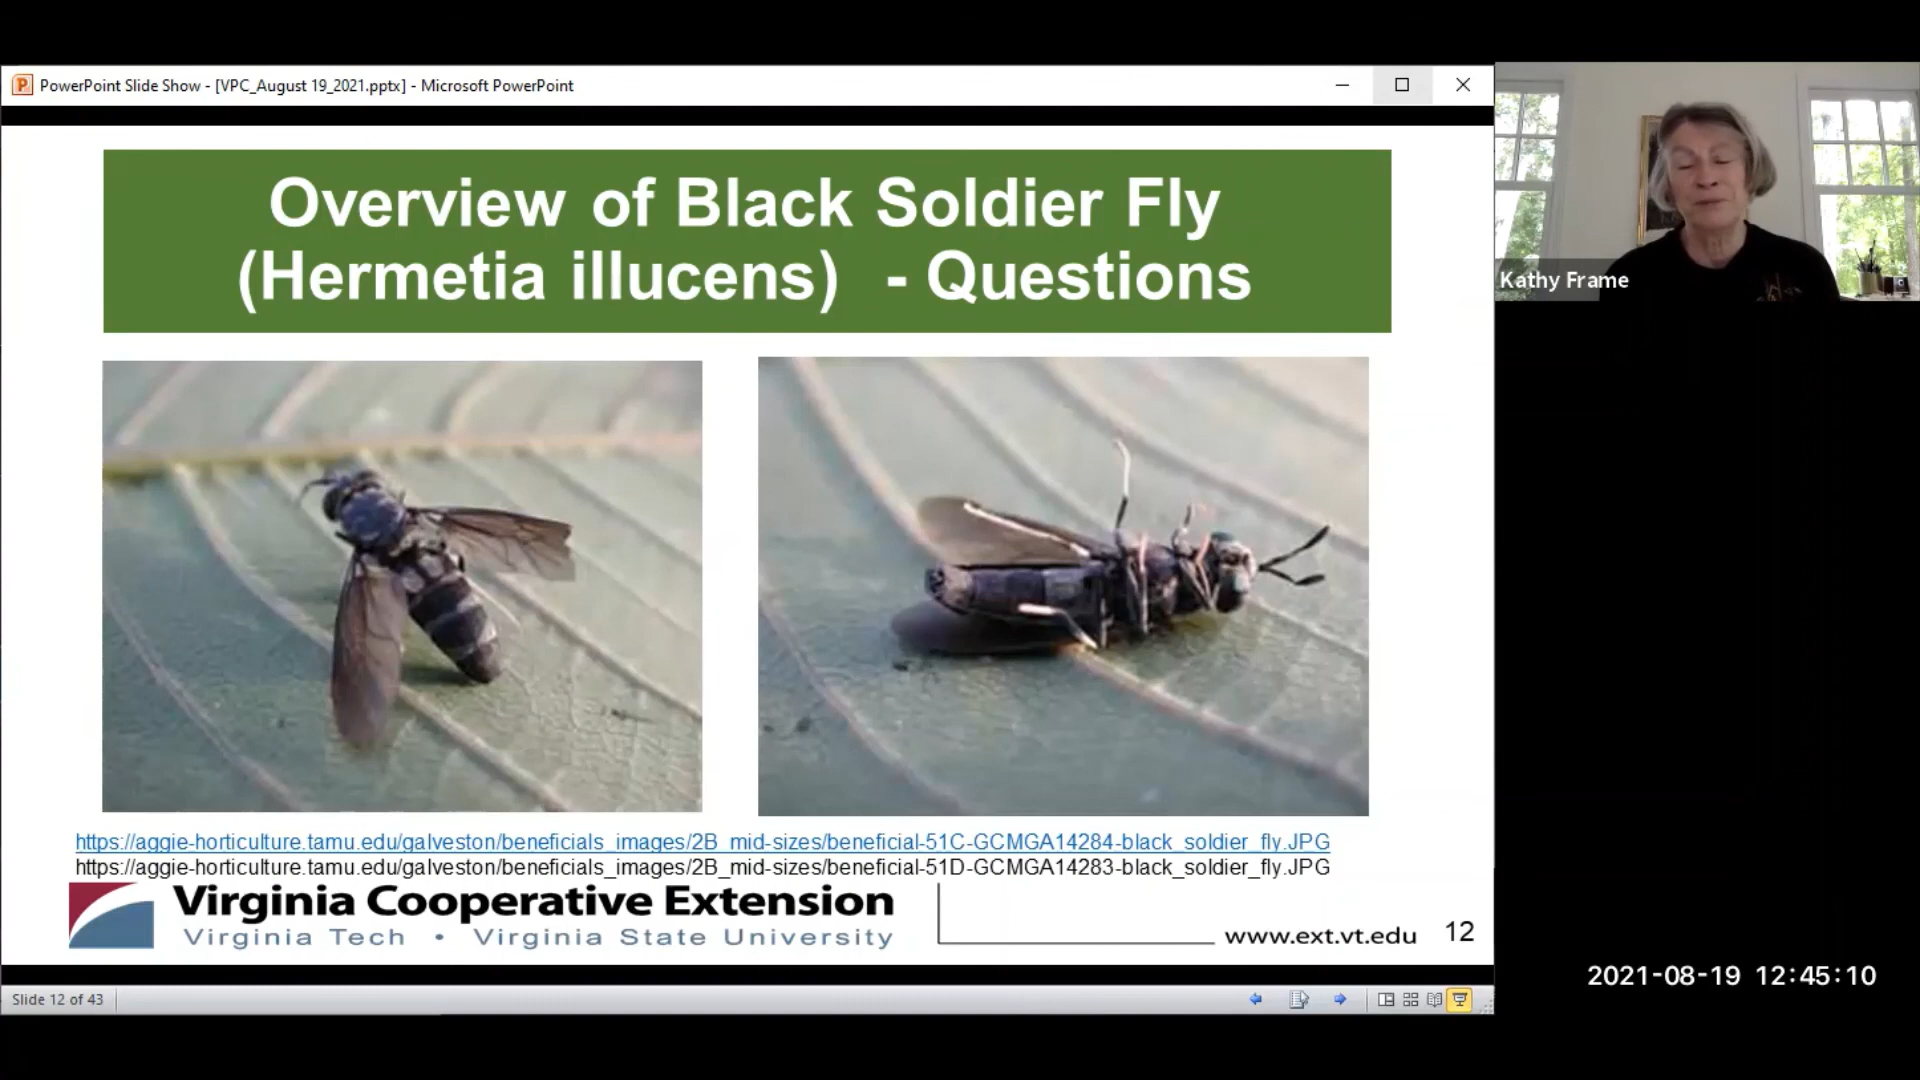 PowerPoint Slide Show - [VPC_August 19_2021.pptx] - Microsoft PowerPoint
Overview of Black Soldier Fly
(Hermetia illucens) - Questions
Kathy Frame
https://aggie-horticulture.tamu.edu/galveston/beneficials_images/2B_mid-sizes/beneficial-51C-GCMGA14284-black_soldier_fly.JPG
https://aggie-horticulture.tamu.edu/galveston/beneficials_images/2B_mid-sizes/beneficial-51D-GCMGA14283-black_soldier_fly.JPG
Virginia Cooperative Extension
Virginia Tech • Virginia State University
www.ext.vt.edu
12
2021-08-19 12:45:10
Slide 12 of 43